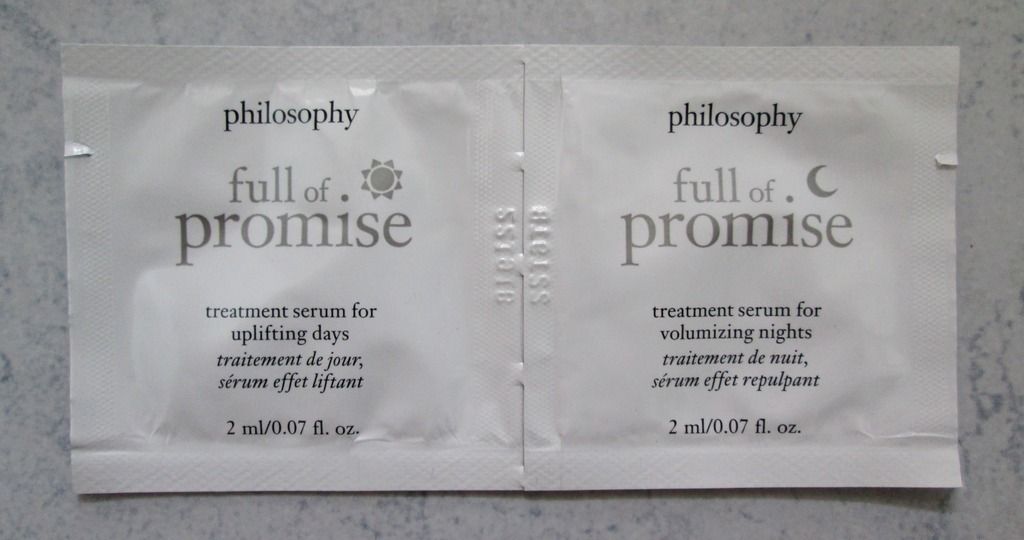 philosophy
full of
promise
treatment serum for
uplifting days
traitement de jour,
sérum effet liftant
2 ml/0.07 fl. oz.
philosophy
full of
promise
treatment serum for
volumizing nights
traitement de nuit,
sérum effet repulpant
2 ml/0.07 fl. oz.